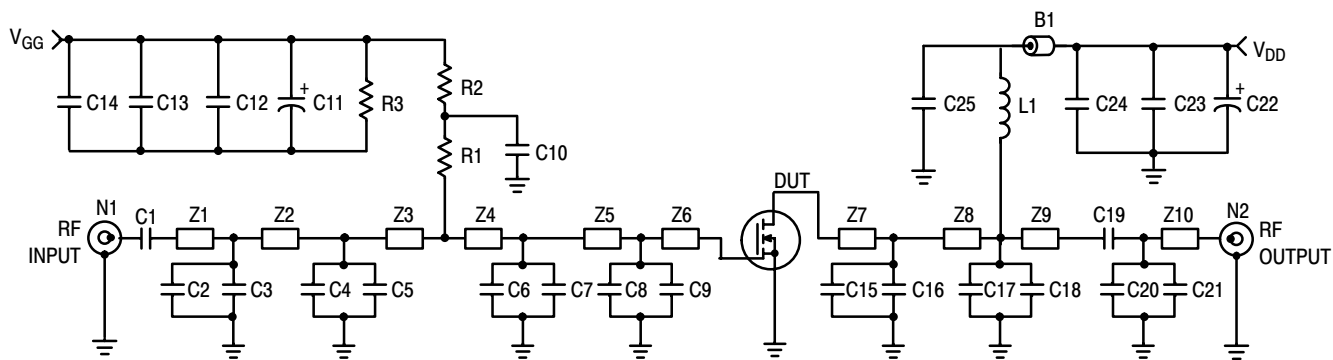 B1
VGG
VDD
+
+
C14
C13
C12
C11
R3
R2
C25
L1
C24
C23
C22
R1
C10
DUT
N1
C1
Z1
Z2
Z3
Z4
Z5
Z6
Z7
Z8
Z9
C19
Z10
N2
RF
INPUT
RF
OUTPUT
C2
C3
C4
C5
C6
C7
C8
C9
C15
C16
C17
C18
C20
C21